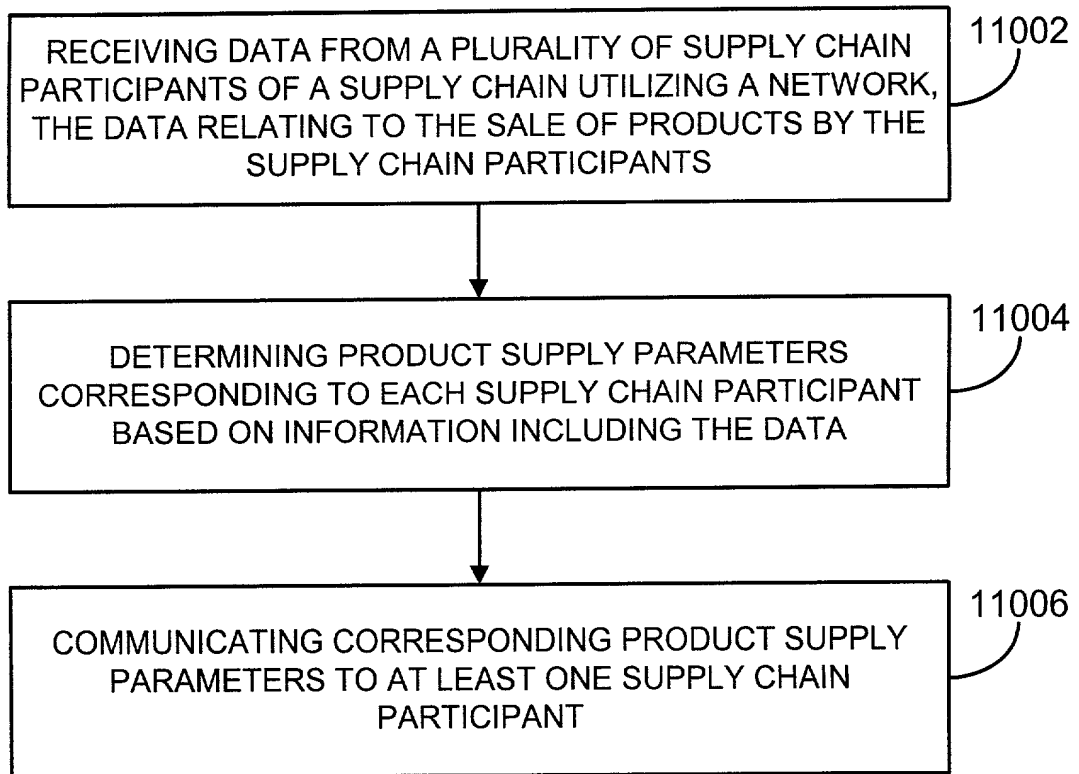 RECEIVING DATA FROM A PLURALITY OF SUPPLY CHAIN
PARTICIPANTS OF A SUPPLY CHAIN UTILIZING A NETWORK,
THE DATA RELATING TO THE SALE OF PRODUCTS BY THE
SUPPLY CHAIN PARTICIPANTS
11002
DETERMINING PRODUCT SUPPLY PARAMETERS
CORRESPONDING TO EACH SUPPLY CHAIN PARTICIPANT
BASED ON INFORMATION INCLUDING THE DATA
11004
COMMUNICATING CORRESPONDING PRODUCT SUPPLY
PARAMETERS TO AT LEAST ONE SUPPLY CHAIN
PARTICIPANT
11006